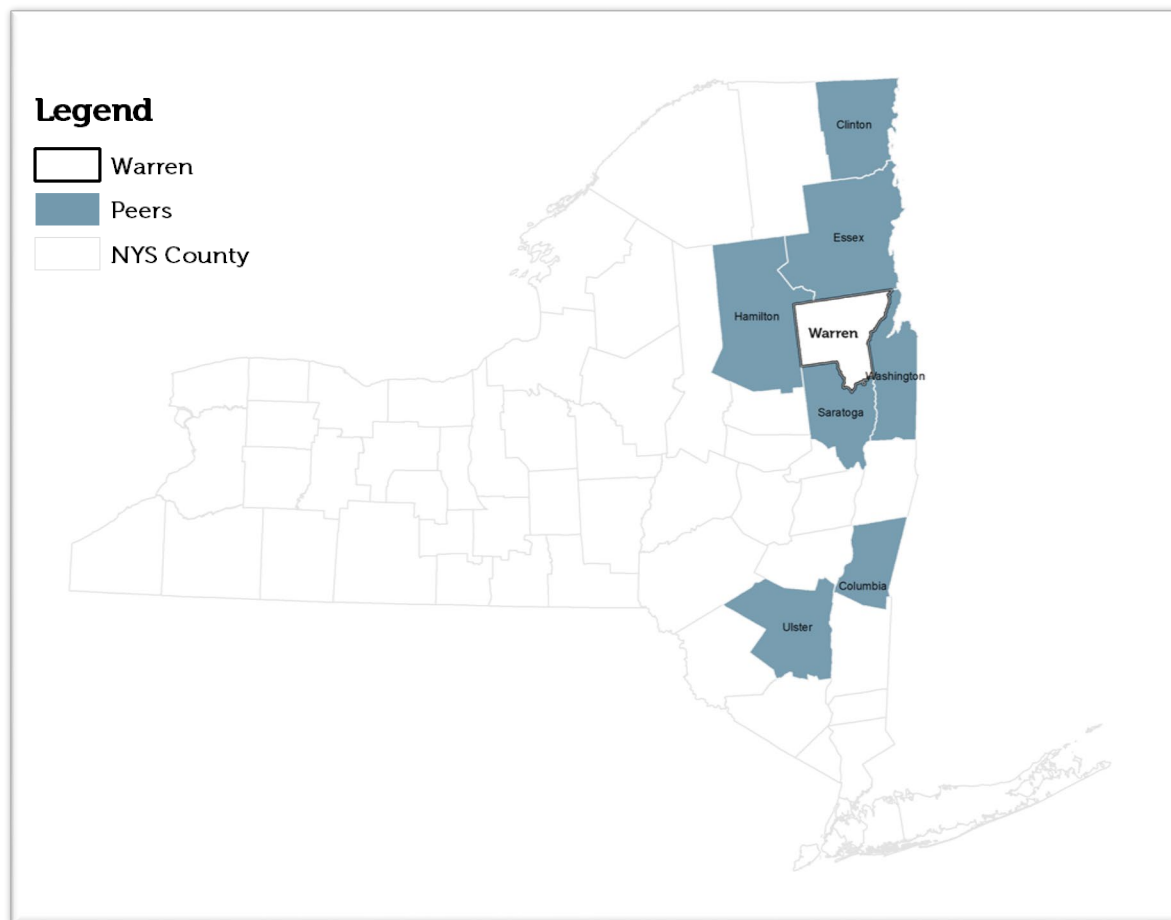 Legend
Warren
Peers
NYS County
Clinton
Essex
Hamilton
Warren
Washington
Saratoga
Columbia
Ulster